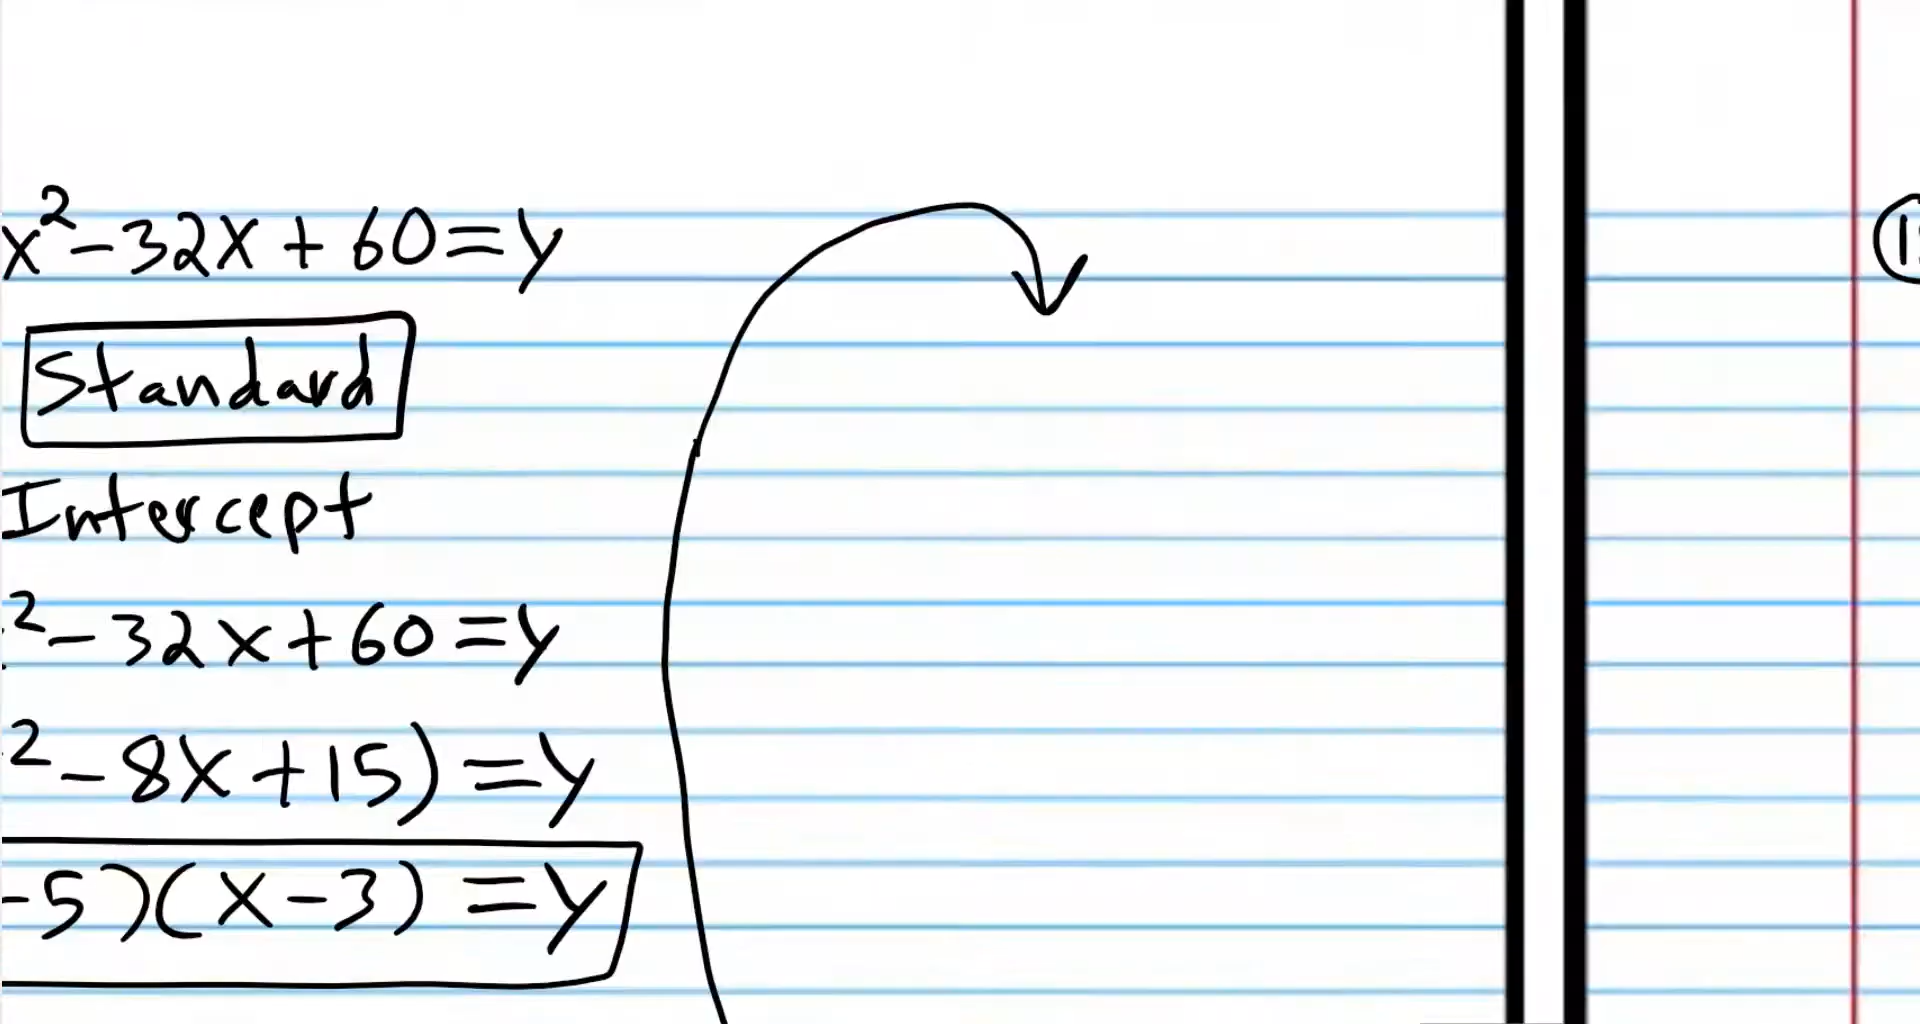 x²-32x+60=y
Standard
Intercept
²-32x+60=y
²-8x+15)=y
-5)(x-3)=y